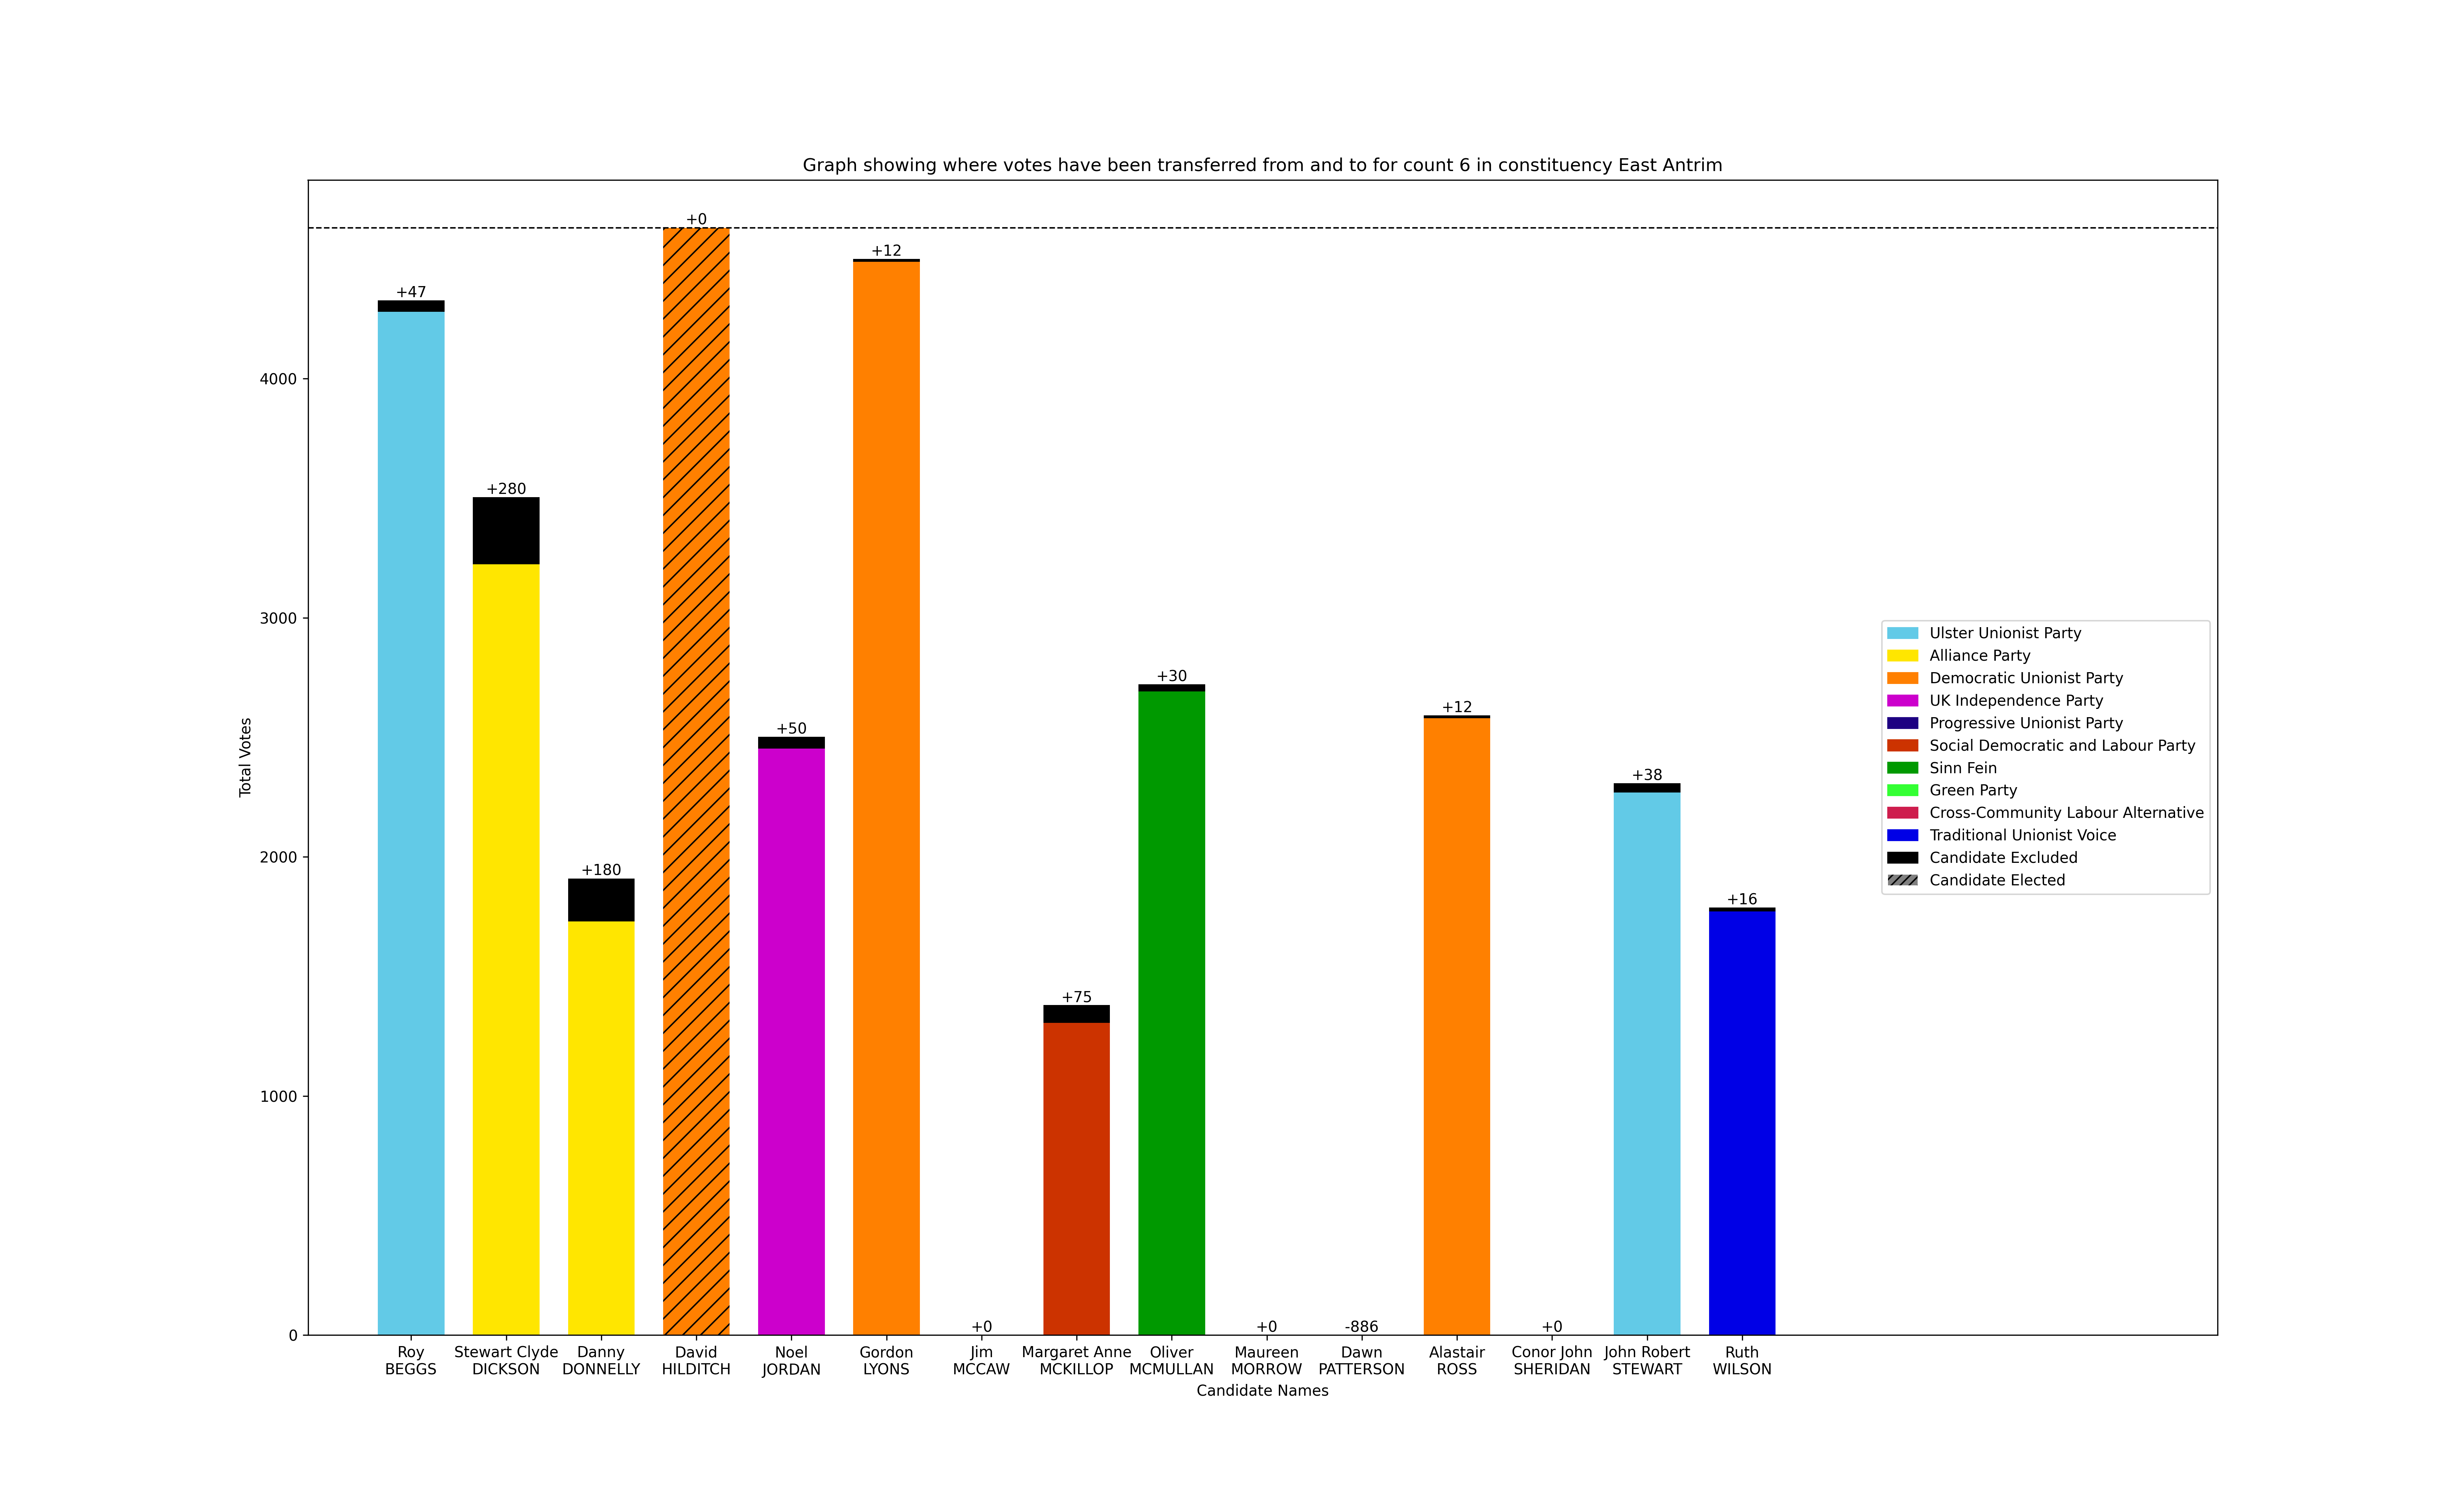 Graph showing where votes have been transferred from and to for count 6 in constituency East Antrim
Total Votes
4000
3000
2000
1000
0
+47
+280
+180
+0
+50
+12
+0
+75
+30
+0
-886
+12
+0
+38
+16
Roy
BEGGS
Stewart Clyde
DICKSON
Danny
DONNELLY
David
HILDITCH
Noel
JORDAN
Gordon
LYONS
Jim
MCCAW
Margaret Anne
MCKILLOP
Oliver
MCMULLAN
Maureen
MORROW
Dawn
PATTERSON
Alastair
ROSS
Conor John
SHERIDAN
John Robert
STEWART
Ruth
WILSON
Candidate Names
Ulster Unionist Party
Alliance Party
Democratic Unionist Party
UK Independence Party
Progressive Unionist Party
Social Democratic and Labour Party
Sinn Fein
Green Party
Cross-Community Labour Alternative
Traditional Unionist Voice
Candidate Excluded
Candidate Elected